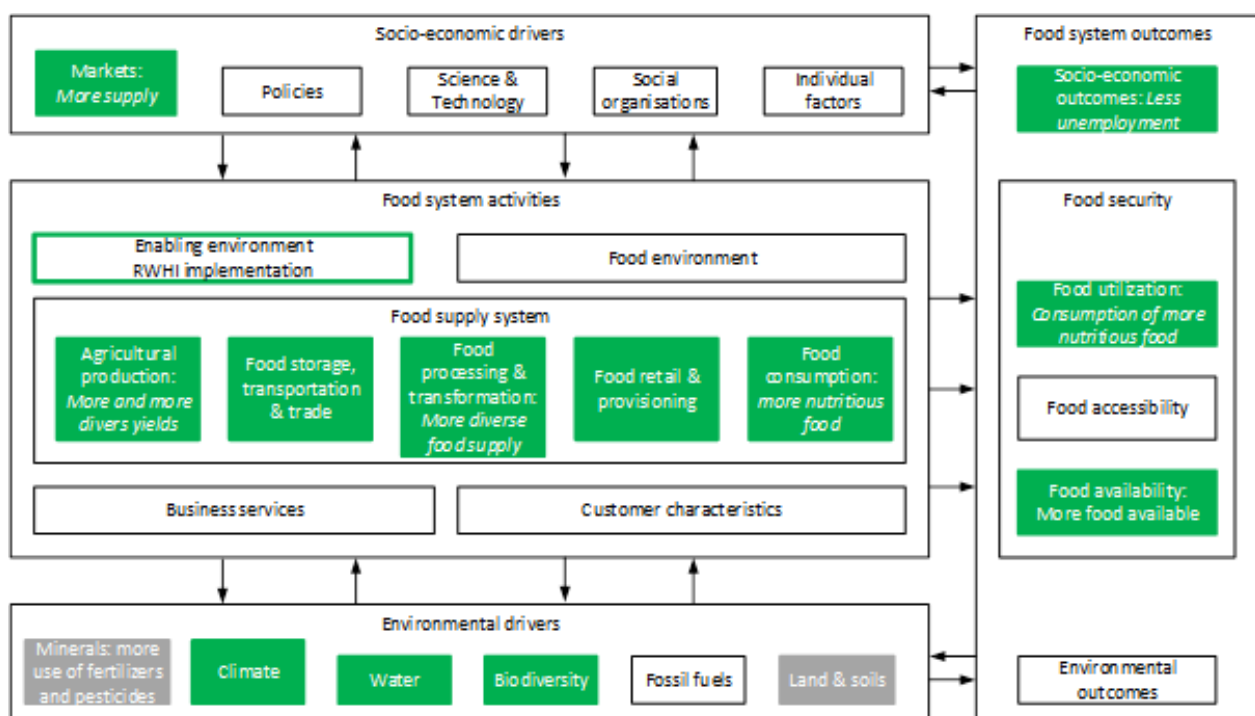 Socio-economic drivers
Markets:
More supply
Policies
Science &
Technology
Social
organisations
Individual
factors
Food system activities
Enabling environment
RWHI implementation
Food environment
Food supply system
Agricultural
production:
More and more
divers yields
Food storage,
transportation
& trade
Food
processing &
transformation:
More diverse
food supply
Food retail &
provisioning
Food
consumption:
more nutritious
food
Business services
Customer characteristics
Environmental drivers
Minerals: more
use of fertilizers
and pesticides
Climate
Water
Biodiversity
Fossil fuels
Land & soils
Food system outcomes
Socio-economic
outcomes: Less
unemployment
Food security
Food utilization:
Consumption of more
nutritious food
Food accessibility
Food availability:
More food available
Environmental
outcomes